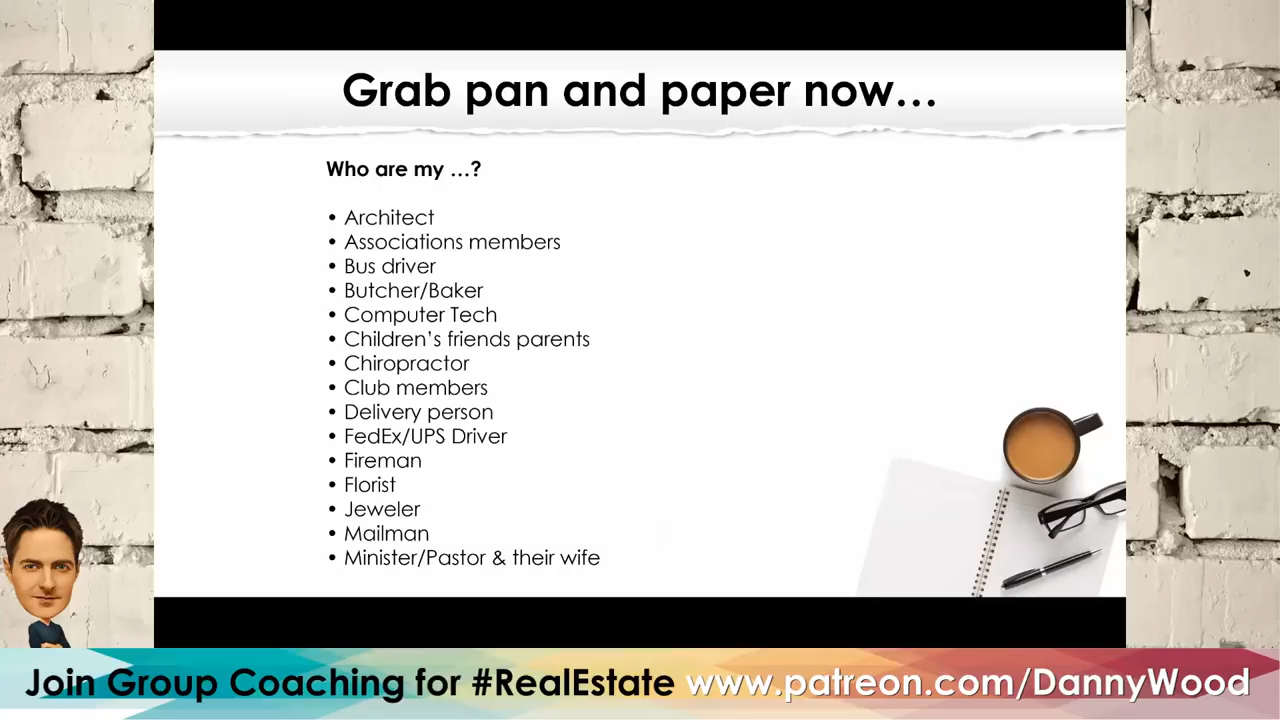 Grab pan and paper now...
Who are my ...?
• Architect
• Associations members
• Bus driver
• Butcher/Baker
• Computer Tech
• Children's friends parents
• Chiropractor
• Club members
• Delivery person
• FedEx/UPS Driver
• Fireman
• Florist
• Jeweler
• Mailman
• Minister/Pastor & their wife
Join Group Coaching for #RealEstate www.patreon.com/DannyWood